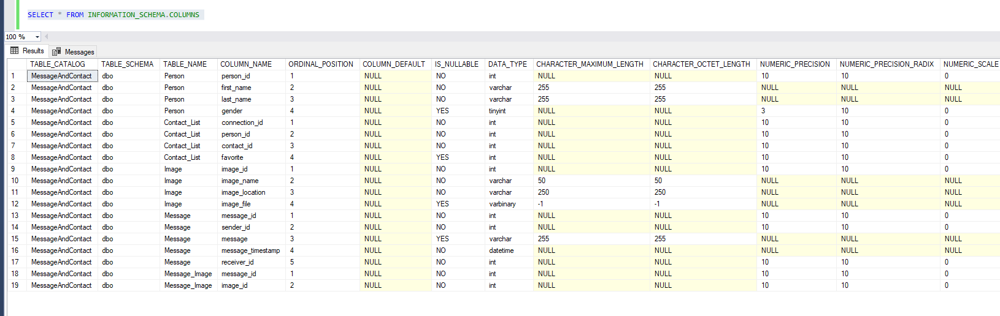 SELECT * FROM INFORMATION_SCHEMA.COLUMNS
100 %
Results Messages
TABLE_CATALOG TABLE_SCHEMA TABLE_NAME COLUMN_NAME ORDINAL_POSITION COLUMN_DEFAULT IS_NULLABLE DATA_TYPE CHARACTER_MAXIMUM_LENGTH CHARACTER_OCTET_LENGTH NUMERIC_PRECISION NUMERIC_PRECISION_RADIX NUMERIC_SCALE
1 MessageAndContact dbo Person person_id 1 NULL NO int NULL NULL 10 10 0
2 MessageAndContact dbo Person first_name 2 NULL NO varchar 255 255 NULL NULL NULL
3 MessageAndContact dbo Person last_name 3 NULL NO varchar 255 255 NULL NULL NULL
4 MessageAndContact dbo Person gender 4 NULL YES tinyint NULL NULL 3 10 0
5 MessageAndContact dbo Contact_List connection_id 1 NULL NO int NULL NULL 10 10 0
6 MessageAndContact dbo Contact_List person_id 2 NULL NO int NULL NULL 10 10 0
7 MessageAndContact dbo Contact_List contact_id 3 NULL NO int NULL NULL 10 10 0
8 MessageAndContact dbo Contact_List favorite 4 NULL YES int NULL NULL 10 10 0
9 MessageAndContact dbo Image image_id 1 NULL NO int NULL NULL 10 10 0
10 MessageAndContact dbo Image image_name 2 NULL NO varchar 50 50 NULL NULL NULL
11 MessageAndContact dbo Image image_location 3 NULL NO varchar 250 250 NULL NULL NULL
12 MessageAndContact dbo Image image_file 4 NULL YES varbinary -1 -1 NULL NULL NULL
13 MessageAndContact dbo Message message_id 1 NULL NO int NULL NULL 10 10 0
14 MessageAndContact dbo Message sender_id 2 NULL NO int NULL NULL 10 10 0
15 MessageAndContact dbo Message message 3 NULL YES varchar 255 255 NULL NULL NULL
16 MessageAndContact dbo Message message_timestamp 4 NULL NO datetime NULL NULL NULL NULL NULL
17 MessageAndContact dbo Message receiver_id 5 NULL NO int NULL NULL 10 10 0
18 MessageAndContact dbo Message_Image message_id 1 NULL NO int NULL NULL 10 10 0
19 MessageAndContact dbo Message_Image image_id 2 NULL NO int NULL NULL 10 10 0